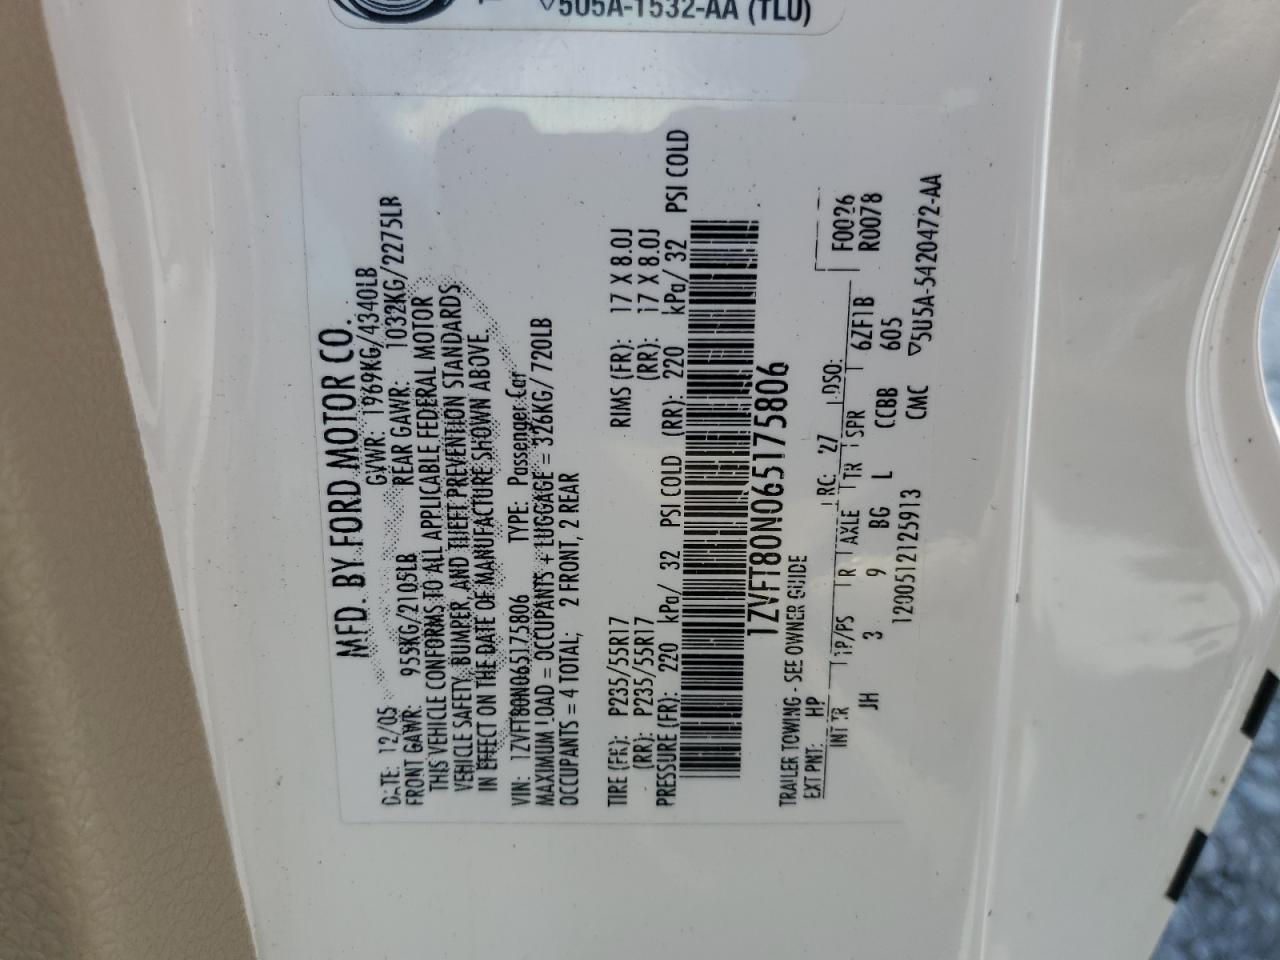 ▽5U5A-1532-AA (TLU)
MFD. BY FORD MOTOR CO.
DATE: 12/05 GVWR: 1969KG/4340LB
FRONT GAWR: 955KG/2105LB REAR GAWR: 1032KG/2275LB
THIS VEHICLE CONFORMS TO ALL APPLICABLE FEDERAL MOTOR
VEHICLE SAFETY, BUMPER, AND THEFT PREVENTION STANDARDS
IN EFFECT ON THE DATE OF MANUFACTURE SHOWN ABOVE.
VIN: 1ZVFT80N065175806 TYPE: Passenger Car
MAXIMUM LOAD = OCCUPANTS + LUGGAGE = 326KG/720LB
OCCUPANTS = 4 TOTAL; 2 FRONT, 2 REAR
TIRE (FR): P235/55R17 RIMS (FR): 17 X 8.0J
(RR): P235/55R17 (RR): 17 X 8.0J
PRESSURE (FR): 220 kPa/ 32 PSI COLD (RR): 220 kPa/ 32 PSI COLD
1ZVFT80N065175806
TRAILER TOWING - SEE OWNER GUIDE
EXT PNT: HP RC: 27 DSO: F0026
INT TR TP/PS R AXLE TR SPR 6ZF1B R0078
JH 3 9 BG L CCBB 605
1200512125913 CMC ▽5U5A-5420472-AA